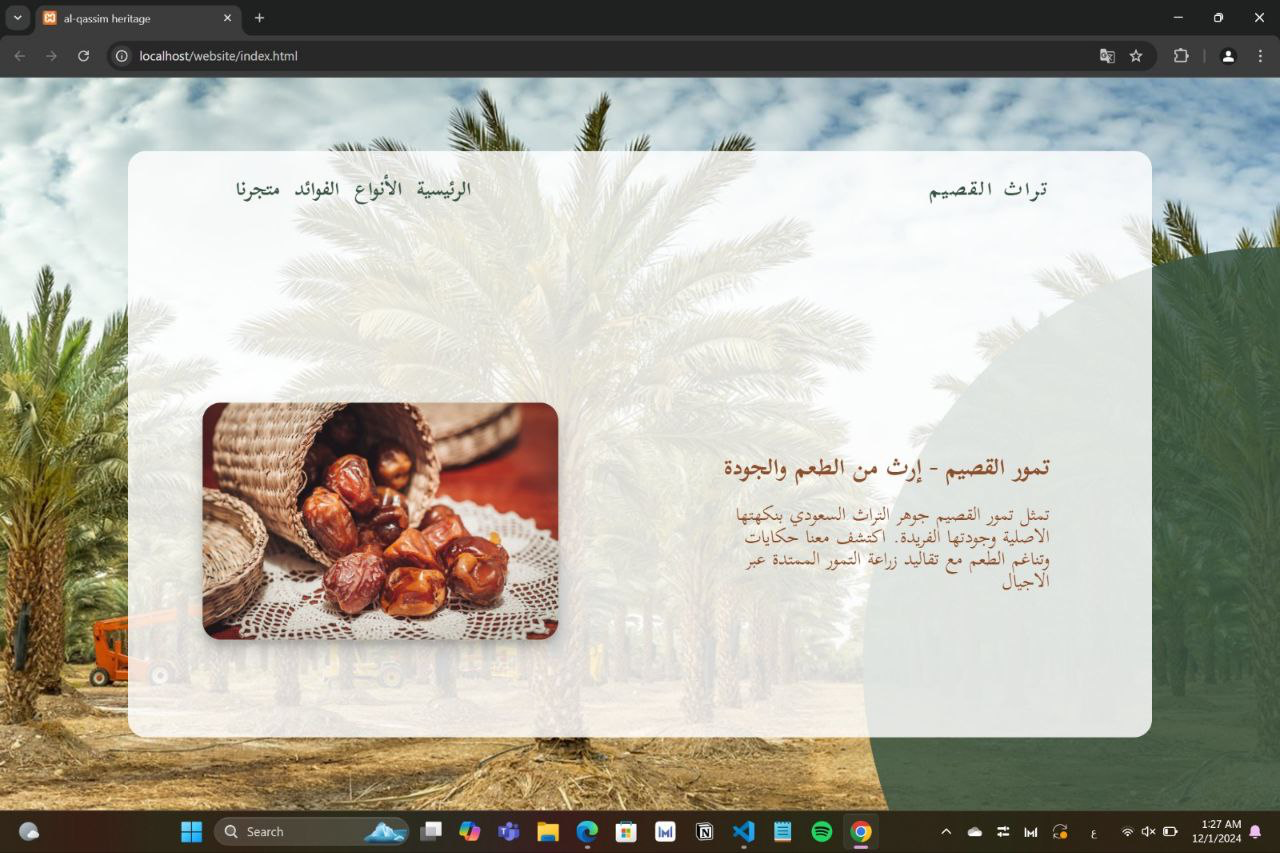 al-qassim heritage
localhost/website/index.html
تراث القصيم
الرئيسية الأنواع الفوائد متجرنا
تمور القصيم - إرث من الطعم والجودة
تمثل تمور القصيم جوهر التراث السعودي بنكهتها
الاصلية وجودتها الفريدة. اكتشف معنا حكايات
وتناغم الطعم مع تقاليد زراعة التمور الممتدة عبر
الاجيال
Search
ع
1:27 AM
12/1/2024